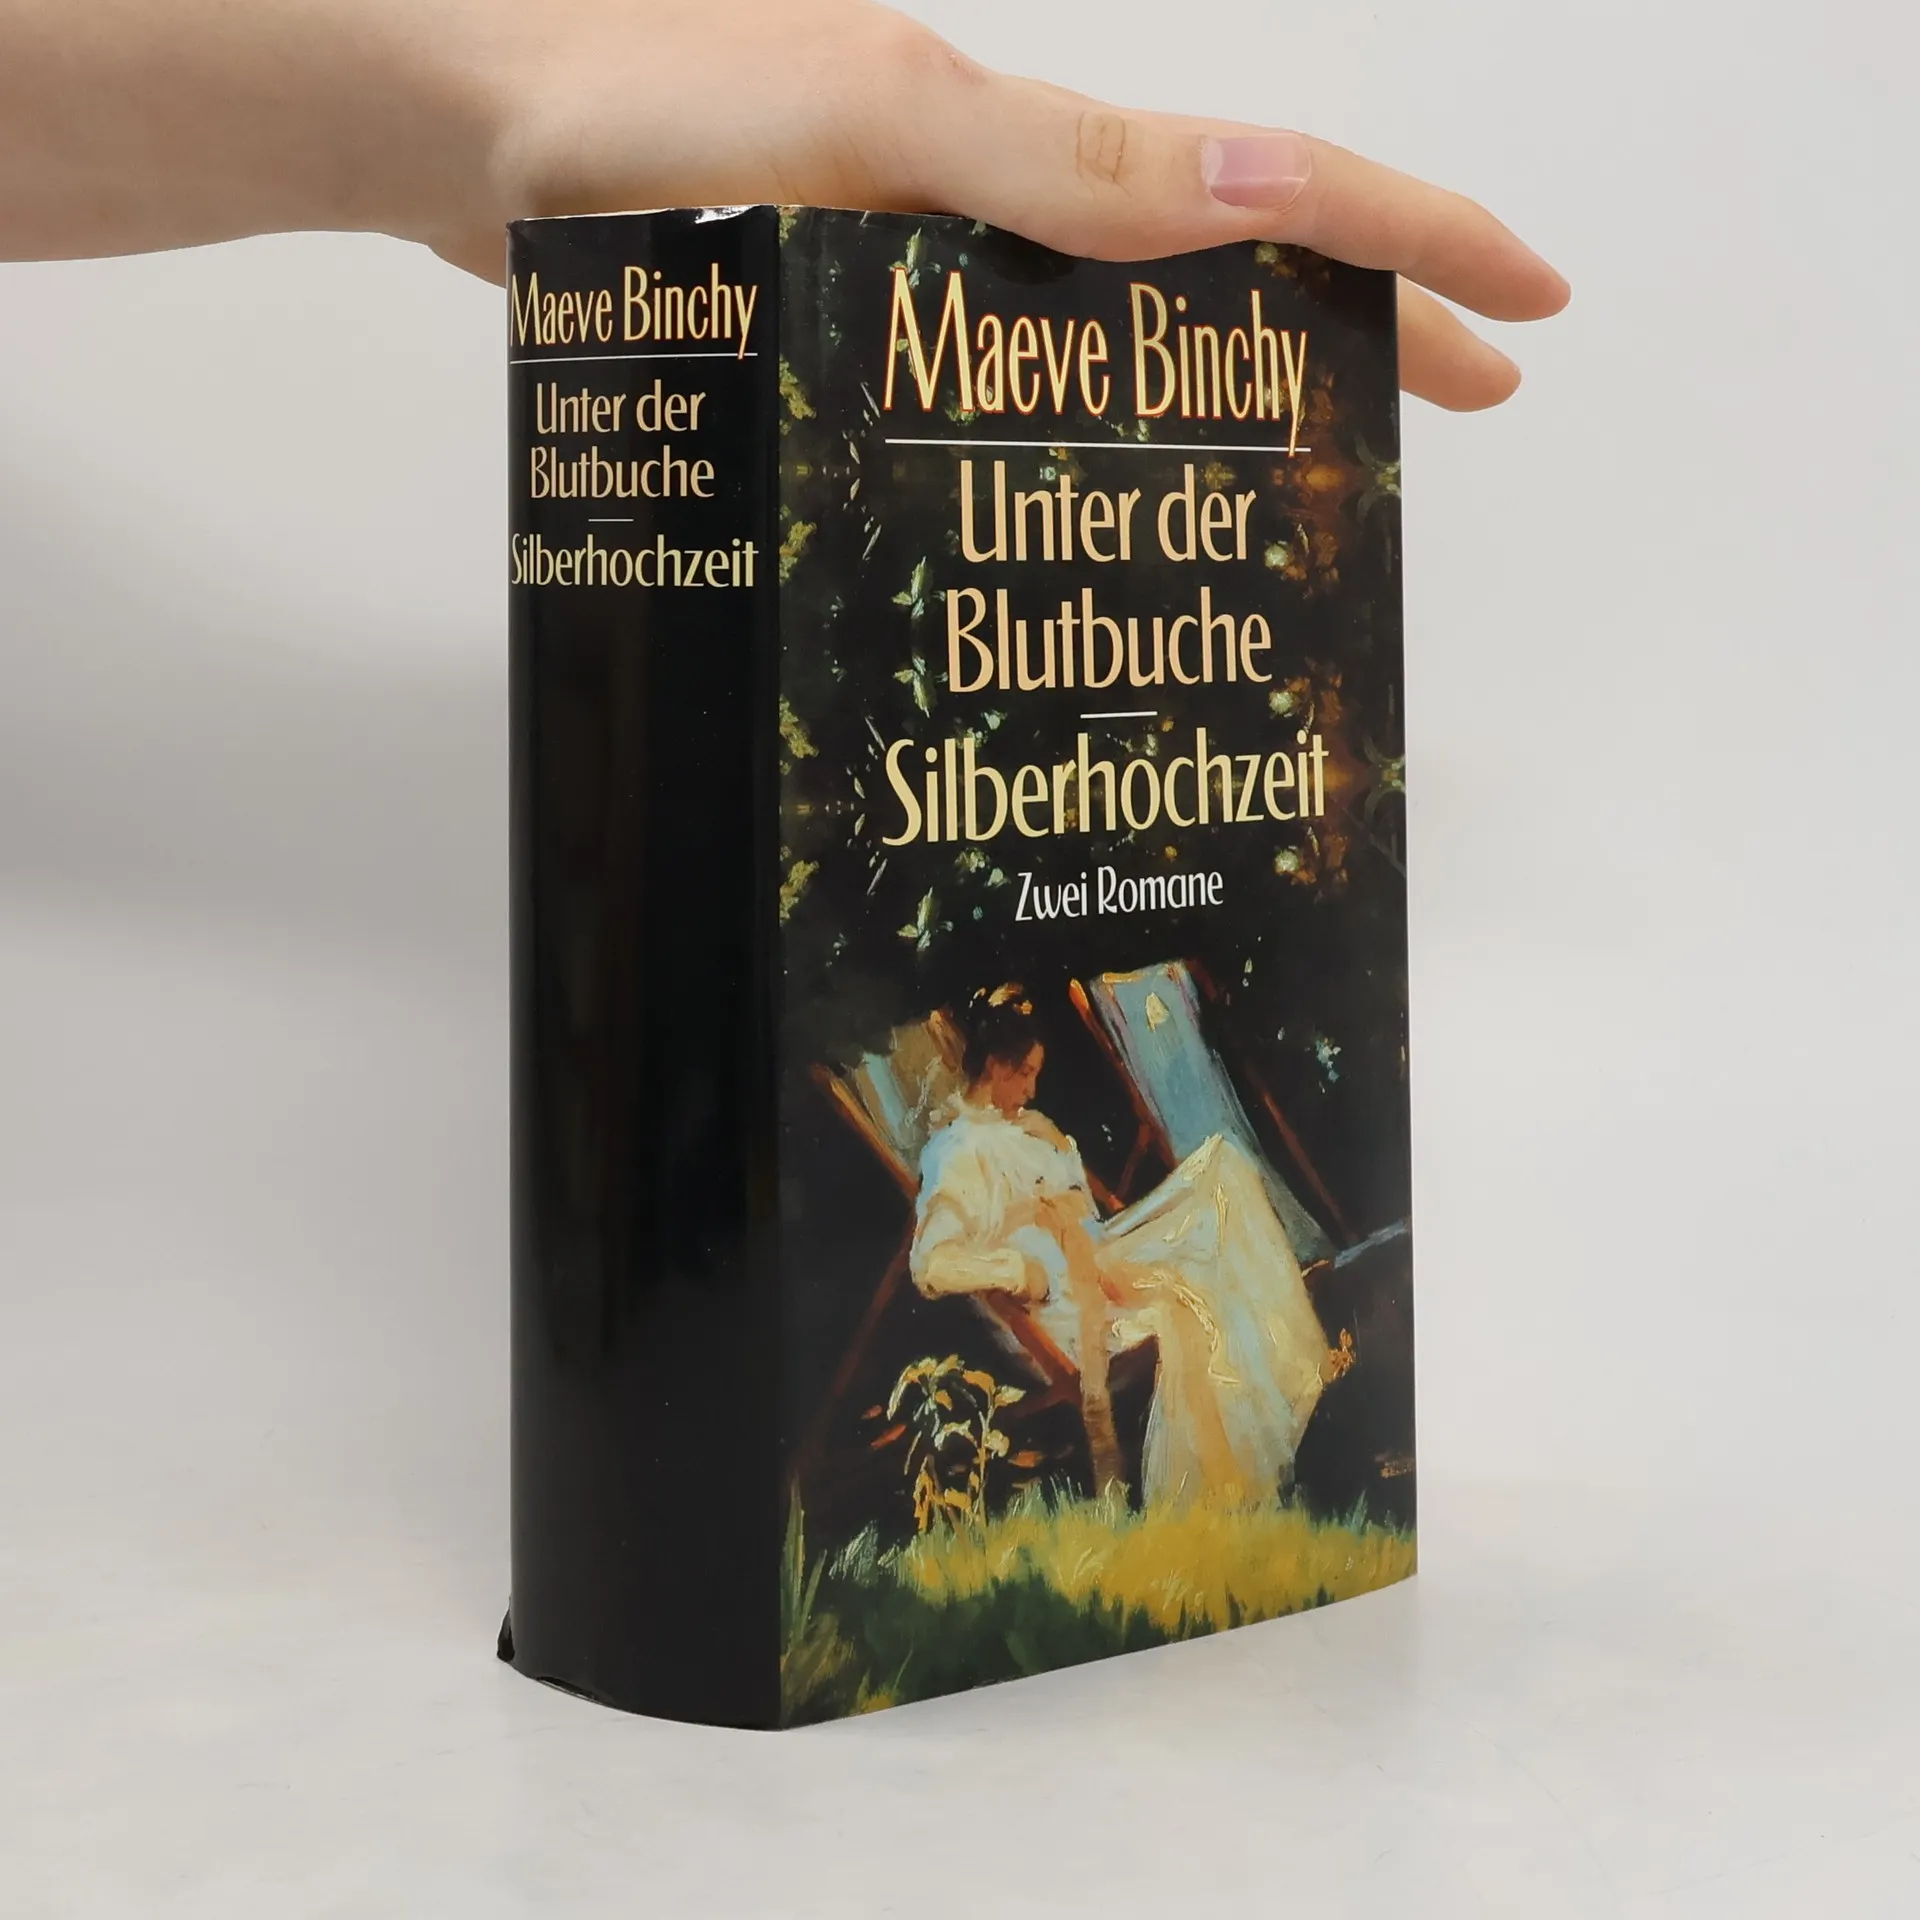 Maeve Binchy
Unter der
Blutbuche
Silberhochzeit
Maeve Binchy
Unter der
Blutbuche
Silberhochzeit
Zwei Romane